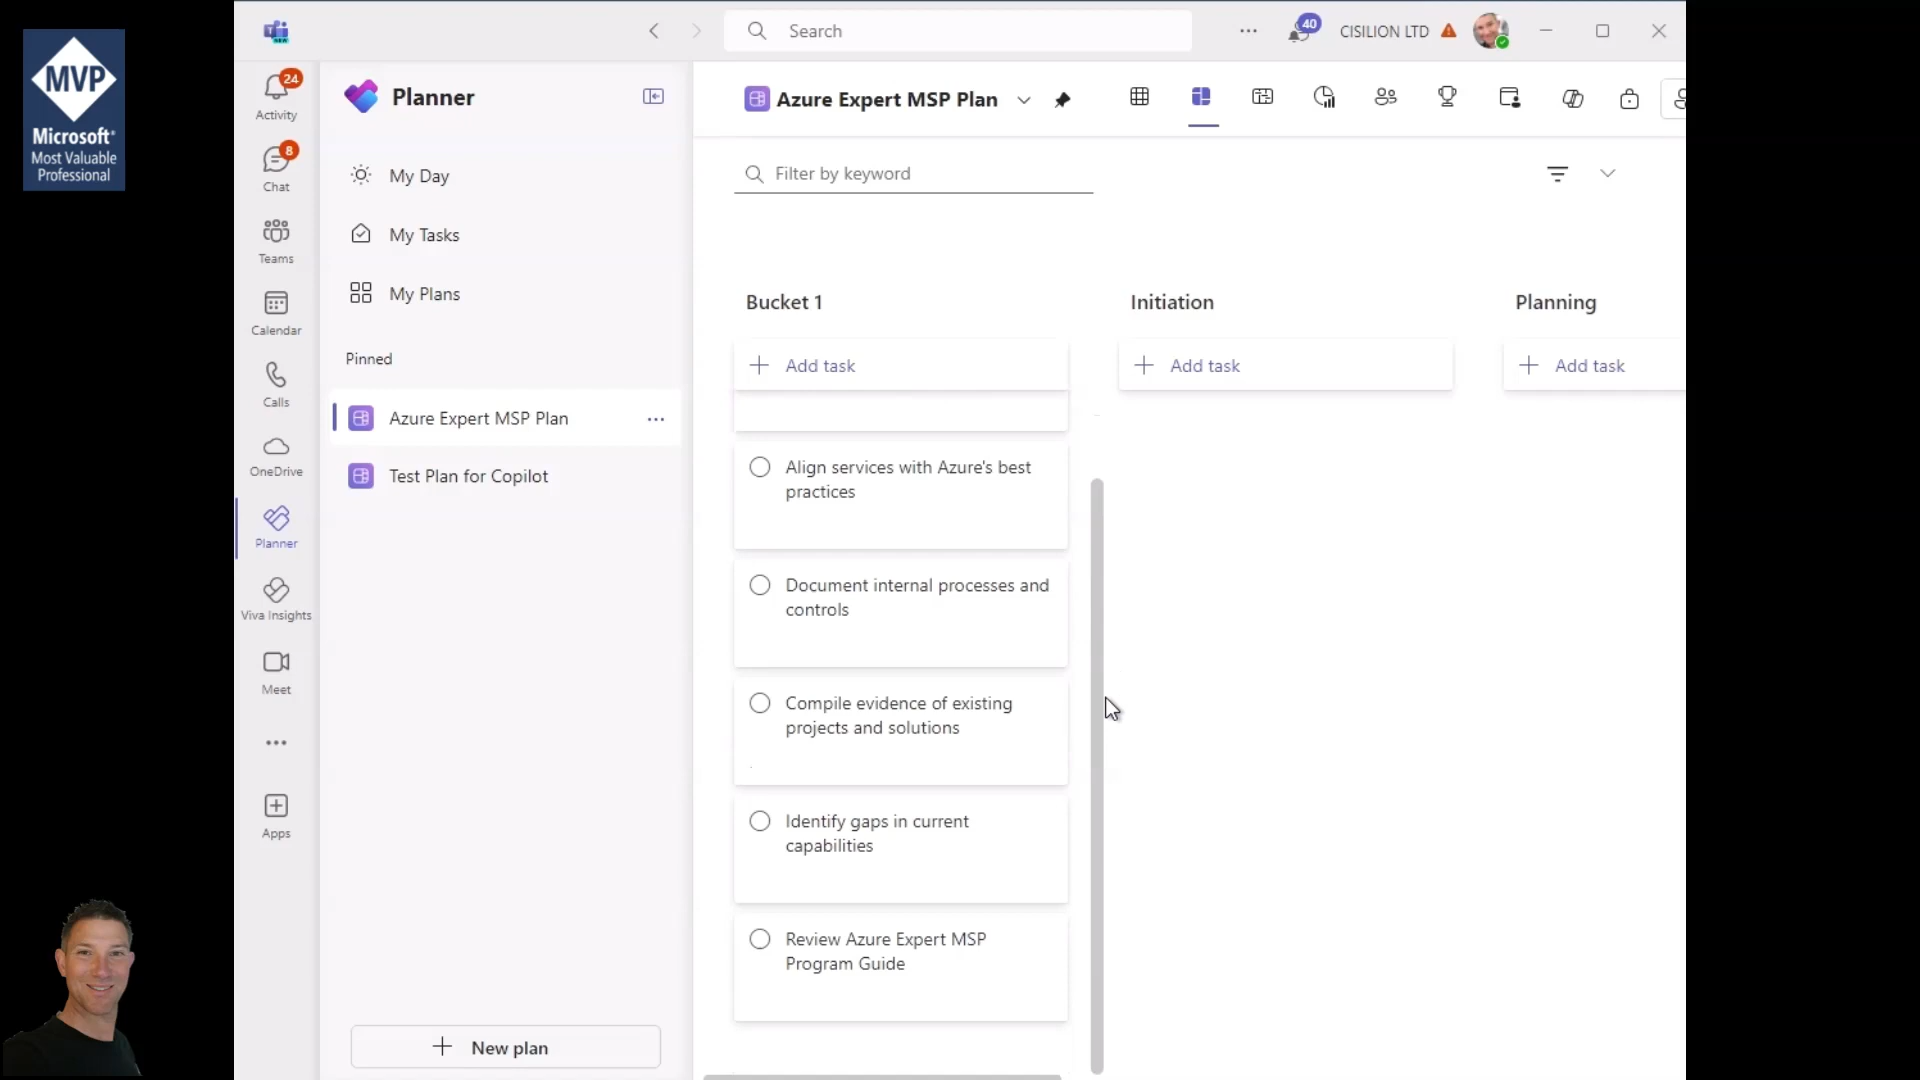 MVP
Microsoft®
Most Valuable
Professional
NEW
Search
40
CISILION LTD
24
Activity
8
Chat
Teams
Calendar
Calls
OneDrive
Planner
Viva Insights
Meet
Apps
Planner
My Day
My Tasks
My Plans
Pinned
Azure Expert MSP Plan
Test Plan for Copilot
New plan
Azure Expert MSP Plan
Filter by keyword
Bucket 1
Add task
Align services with Azure's best
practices
Document internal processes and
controls
Compile evidence of existing
projects and solutions
Identify gaps in current
capabilities
Review Azure Expert MSP
Program Guide
Initiation
Add task
Planning
Add task